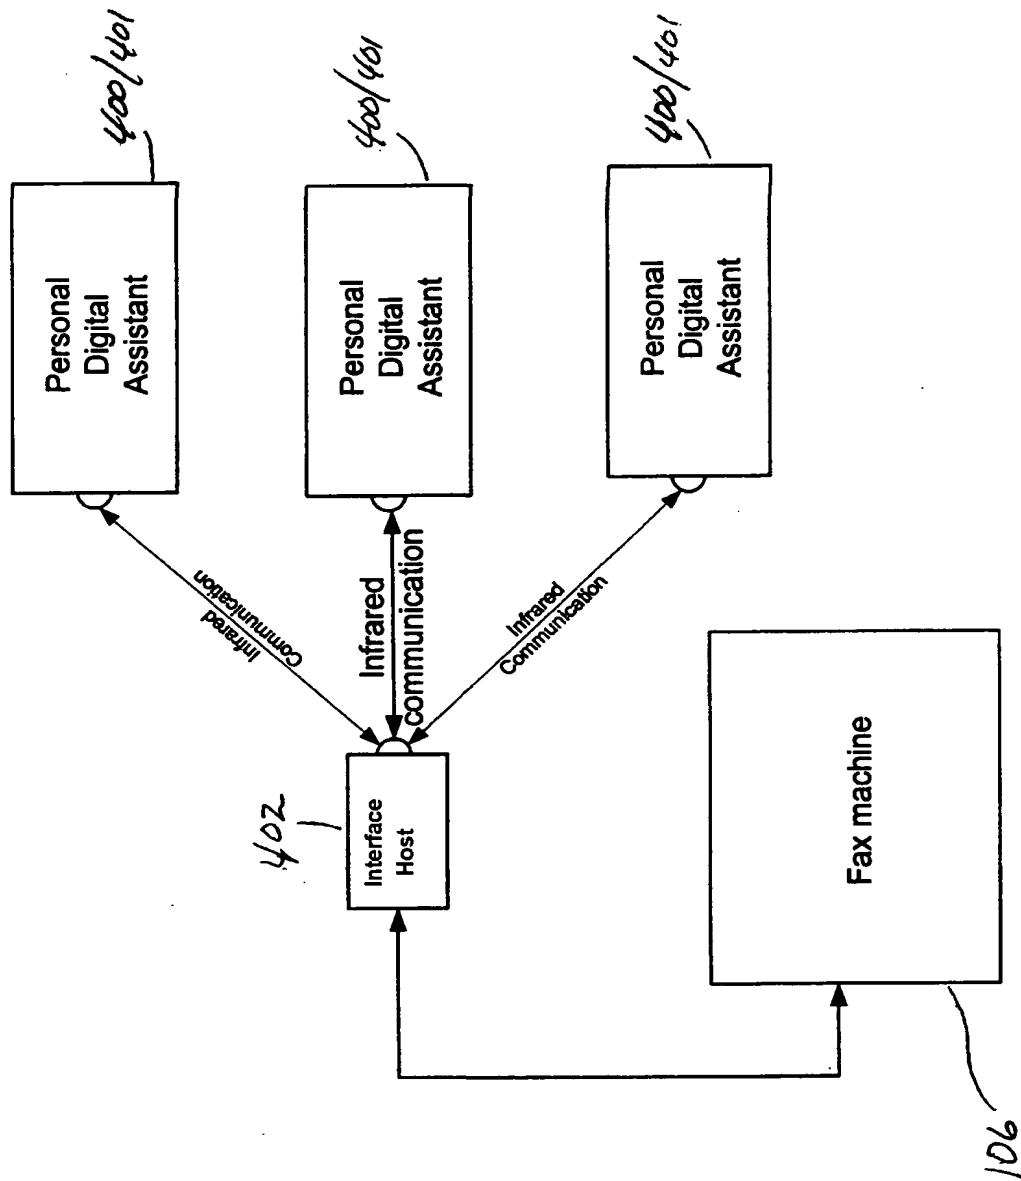 400/401
Personal
Digital
Assistant
400/401
Personal
Digital
Assistant
400/401
Personal
Digital
Assistant
Infrared
Communication
Infrared
communication
Infrared
Communication
402
Interface
Host
Fax machine
106